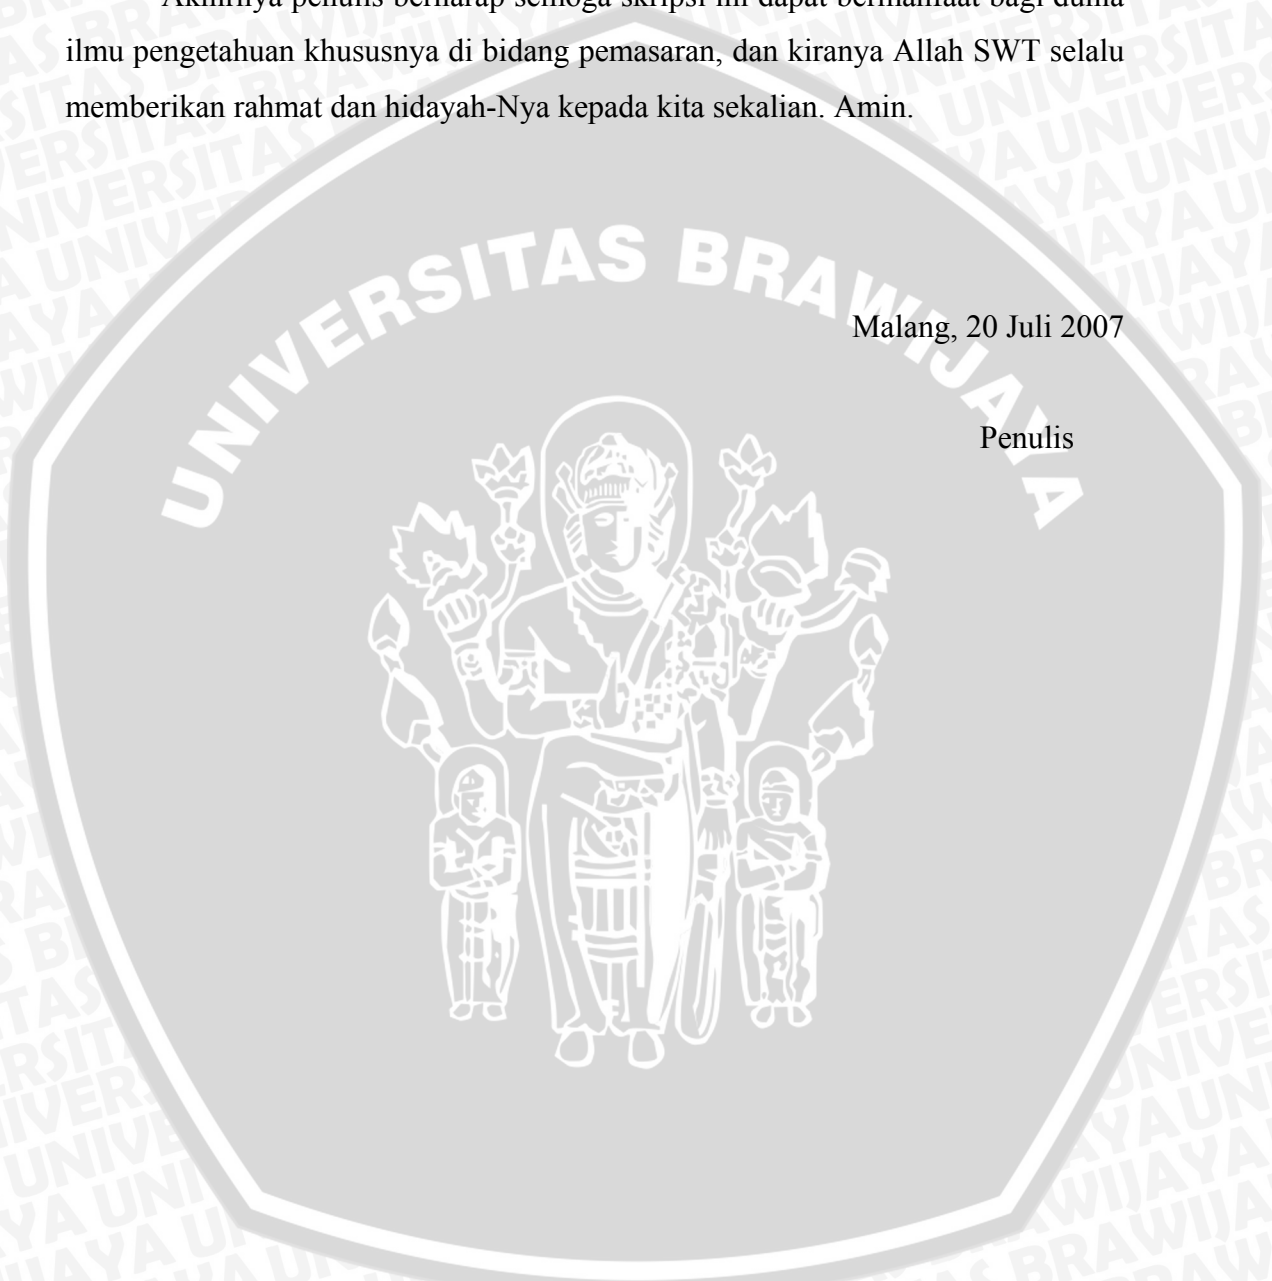 Akhirnya penulis berharap semoga skripsi ini dapat bermanfaat bagi dunia
ilmu pengetahuan khususnya di bidang pemasaran, dan kiranya Allah SWT selalu
memberikan rahmat dan hidayah-Nya kepada kita sekalian. Amin.
UNIVERSITAS BRAWIJAYA
Malang, 20 Juli 2007
Penulis